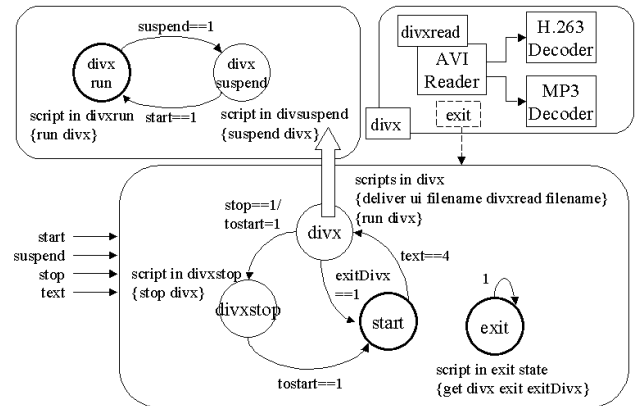 suspend==1
divx
run
divx
suspend
start==1
script in divxrun
{run divx}
script in divsuspend
{suspend divx}
divxread
AVI
Reader
H.263
Decoder
MP3
Decoder
divx
exit
scripts in divx
{deliver ui filename divxread filename}
{run divx}
stop==1/
tostart=1
divx
text==4
start
suspend
stop
text
script in divxstop
{stop divx}
exitDivx
==1
divxstop
start
1
exit
tostart==1
script in exit state
{get divx exit exitDivx}